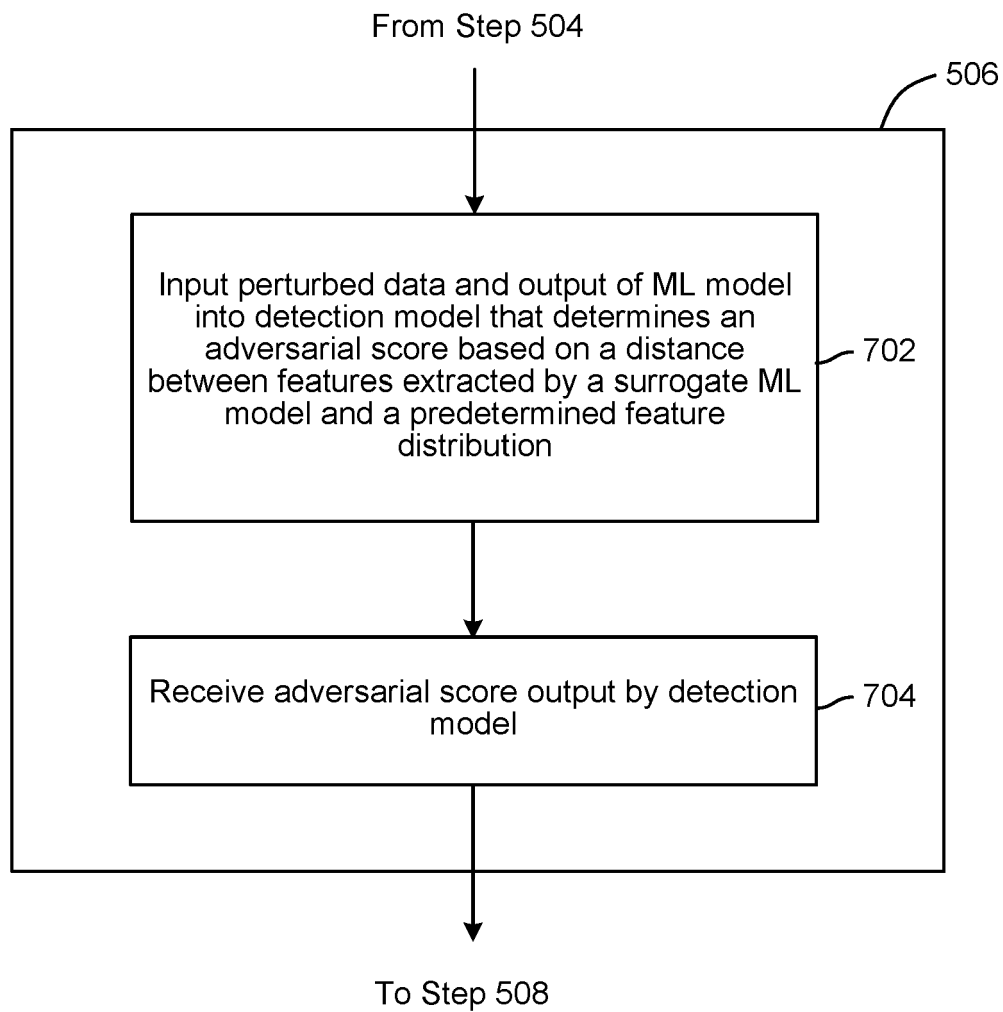 From Step 504
506
Input perturbed data and output of ML model
into detection model that determines an
adversarial score based on a distance
between features extracted by a surrogate ML
model and a predetermined feature
distribution
702
Receive adversarial score output by detection
model
704
To Step 508